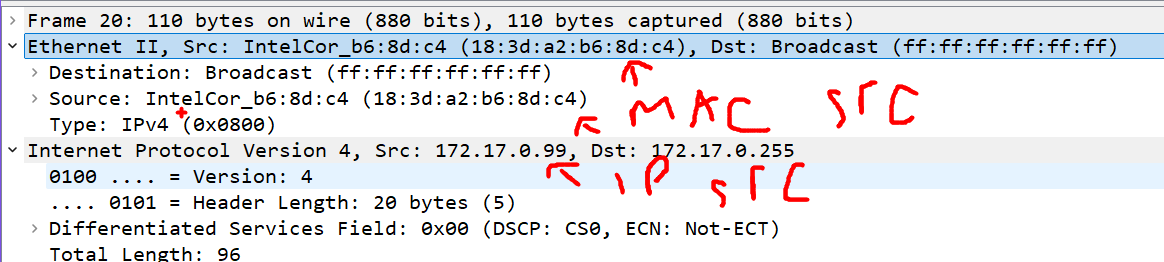 Frame 20: 110 bytes on wire (880 bits), 110 bytes captured (880 bits)
Ethernet II, Src: IntelCor_b6:8d:c4 (18:3d:a2:b6:8d:c4), Dst: Broadcast (ff:ff:ff:ff:ff:ff)
Destination: Broadcast (ff:ff:ff:ff:ff:ff)
Source: IntelCor_b6:8d:c4 (18:3d:a2:b6:8d:c4)
MAC src
Type: IPv4 (0x0800)
Internet Protocol Version 4, Src: 172.17.0.99, Dst: 172.17.0.255
0100 .... = Version: 4
IP src
.... 0101 = Header Length: 20 bytes (5)
Differentiated Services Field: 0x00 (DSCP: CS0, ECN: Not-ECT)
Total Length: 96